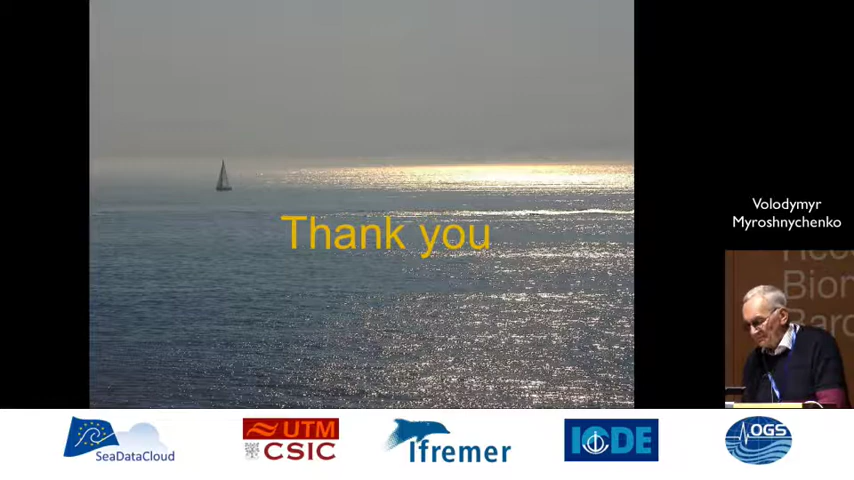 Thank you
Volodymyr
Myroshnychenko
SeaDataCloud
UTM
CSIC
Ifremer
IODE
OGS